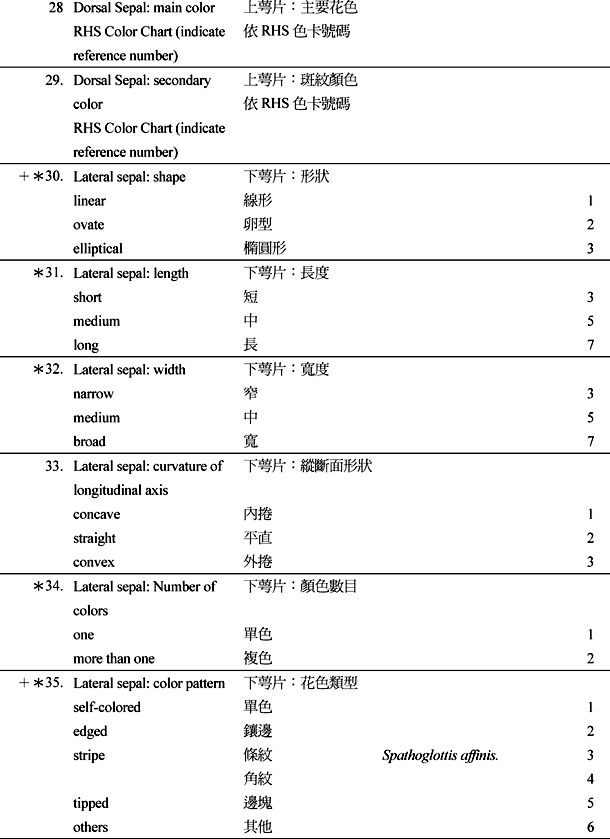 28 Dorsal Sepal: main color 上萼片：主要花色
RHS Color Chart (indicate 依 RHS 色卡號碼
reference number)
29. Dorsal Sepal: secondary 上萼片：斑紋顏色
color 依 RHS 色卡號碼
RHS Color Chart (indicate
reference number)
＋＊30. Lateral sepal: shape 下萼片：形狀
linear 線形 1
ovate 卵型 2
elliptical 橢圓形 3
＊31. Lateral sepal: length 下萼片：長度
short 短 3
medium 中 5
long 長 7
＊32. Lateral sepal: width 下萼片：寬度
narrow 窄 3
medium 中 5
broad 寬 7
33. Lateral sepal: curvature of 下萼片：縱斷面形狀
longitudinal axis
concave 內捲 1
straight 平直 2
convex 外捲 3
＊34. Lateral sepal: Number of 下萼片：顏色數目
colors
one 單色 1
more than one 複色 2
＋＊35. Lateral sepal: color pattern 下萼片：花色類型
self-colored 單色 1
edged 鑲邊 2
stripe 條紋 Spathoglottis affinis. 3
角紋 4
tipped 邊塊 5
others 其他 6